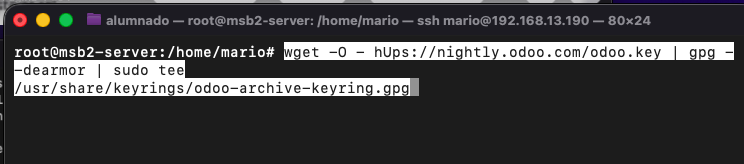 alumnado — root@msb2-server: /home/mario — ssh mario@192.168.13.190 — 80×24
root@msb2-server:/home/mario# wget -O - hUps://nightly.odoo.com/odoo.key | gpg -
-dearmor | sudo tee
/usr/share/keyrings/odoo-archive-keyring.gpg